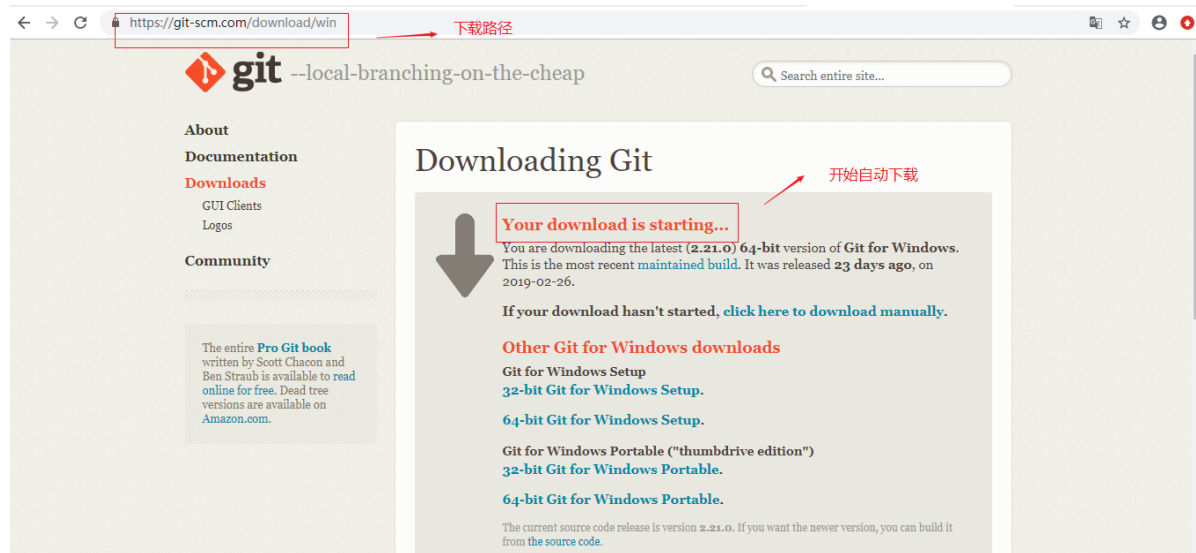 https://git-scm.com/download/win
下载路径
git --local-branching-on-the-cheap
Search entire site...
About
Documentation
Downloads
GUI Clients
Logos
Community
The entire Pro Git book
written by Scott Chacon and
Ben Straub is available to read
online for free. Dead tree
versions are available on
Amazon.com.
Downloading Git
开始自动下载
Your download is starting...
You are downloading the latest (2.21.0) 64-bit version of Git for Windows.
This is the most recent maintained build. It was released 23 days ago, on
2019-02-26.
If your download hasn't started, click here to download manually.
Other Git for Windows downloads
Git for Windows Setup
32-bit Git for Windows Setup.
64-bit Git for Windows Setup.
Git for Windows Portable ("thumbdrive edition")
32-bit Git for Windows Portable.
64-bit Git for Windows Portable.
The current source code release is version 2.21.0. If you want the newer version, you can build it
from the source code.